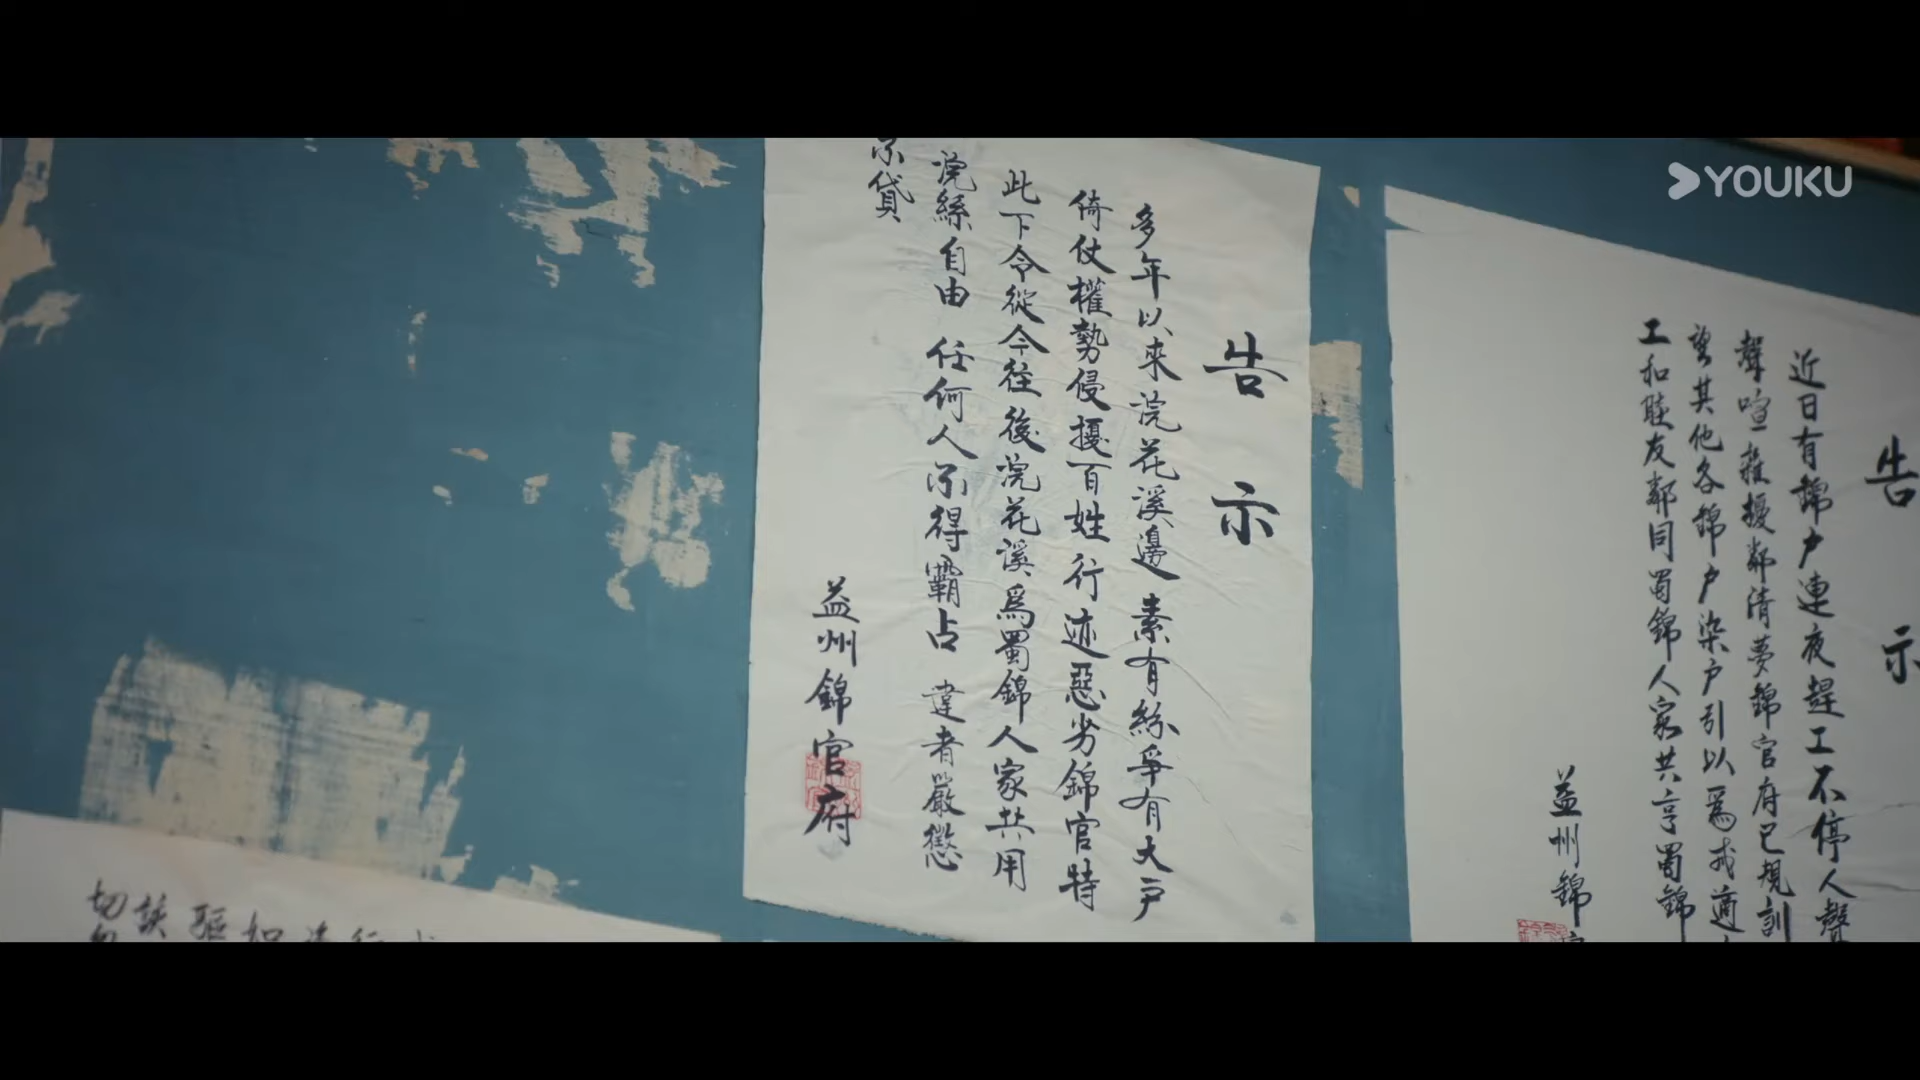 YOUKU
告示
近日有錦户連夜趕工不停人聲
聲喧雜擾鄰清夢錦官府已規訓
望其他各錦户染户引以爲戒適
工和睦友鄰同蜀錦人家共享蜀錦
益州錦
告示
多年以來浣花溪邊素有絲爭有大户
倚仗權勢侵擾百姓行迹惡劣錦官特
此下令從今往後浣花溪爲蜀錦人家共用
浣絲自由 任何人不得霸占 違者嚴懲
不貸
益州錦官府
切